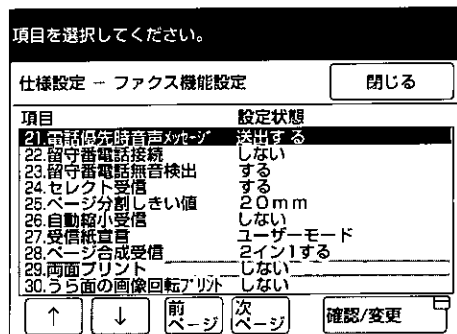 項目を選択してください。
仕様設定 － ファクス機能設定 閉じる
項目 設定状態
21.電話優先時音声メッセージ 送出する
22.留守番電話接続 しない
23.留守番電話無音検出 する
24.セレクト受信 する
25.ページ分割しきい値 20mm
26.自動縮小受信 しない
27.受信紙宣言 ユーザーモード
28.ページ合成受信 2イン1する
29.両面プリント しない
30.うら面の画像回転プリント しない
↑ ↓ 前ページ 次ページ 確認/変更